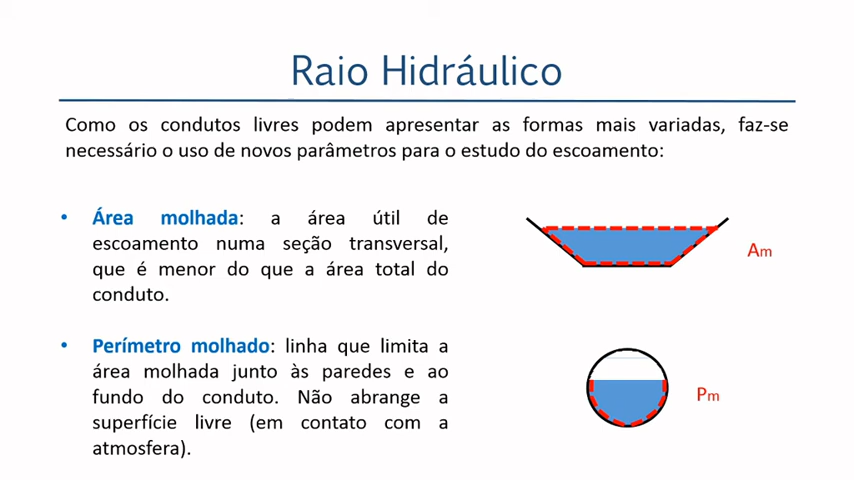 Raio Hidráulico
Como os condutos livres podem apresentar as formas mais variadas, faz-se
necessário o uso de novos parâmetros para o estudo do escoamento:
• Área molhada: a área útil de
escoamento numa seção transversal,
que é menor do que a área total do
conduto.
Am
• Perímetro molhado: linha que limita a
área molhada junto às paredes e ao
fundo do conduto. Não abrange a
superfície livre (em contato com a
atmosfera).
Pm